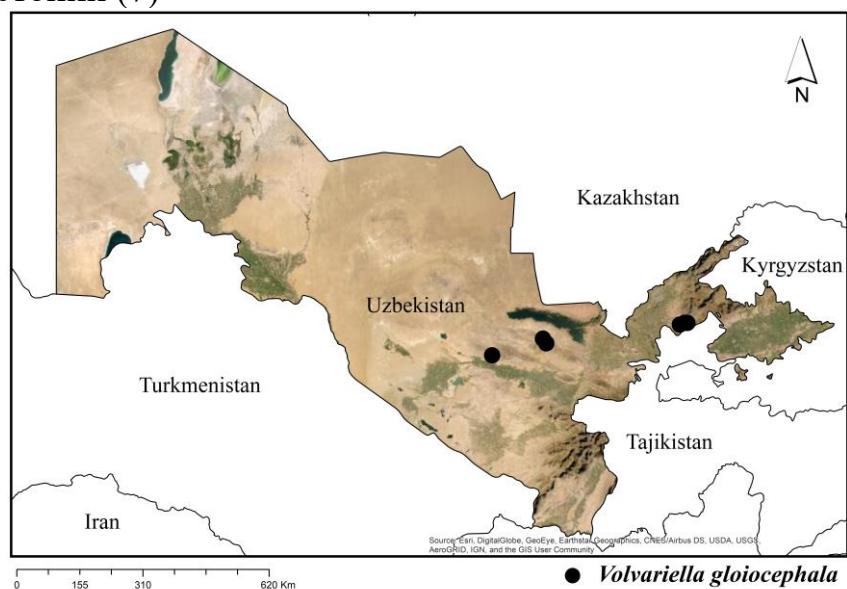 (7)
N
Kazakhstan
Kyrgyzstan
Uzbekistan
Turkmenistan
Tajikistan
Iran
Source: Esri, DigitalGlobe, GeoEye, Earthstar Geographics, CNES/Airbus DS, USDA, USGS,
AeroGRID, IGN, and the GIS User Community
0 155 310 620 Km
Volvariella gloiocephala